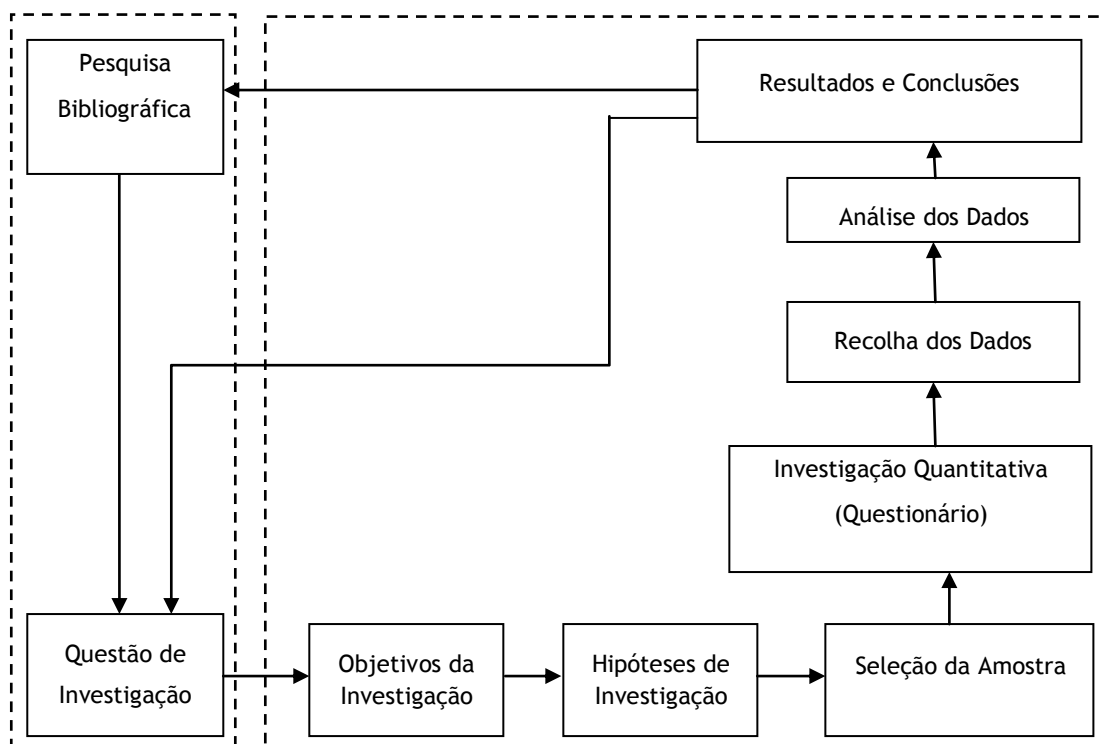 Pesquisa
Bibliográfica
Resultados e Conclusões
Análise dos Dados
Recolha dos Dados
Investigação Quantitativa
(Questionário)
Questão de
Investigação
Objetivos da
Investigação
Hipóteses de
Investigação
Seleção da Amostra